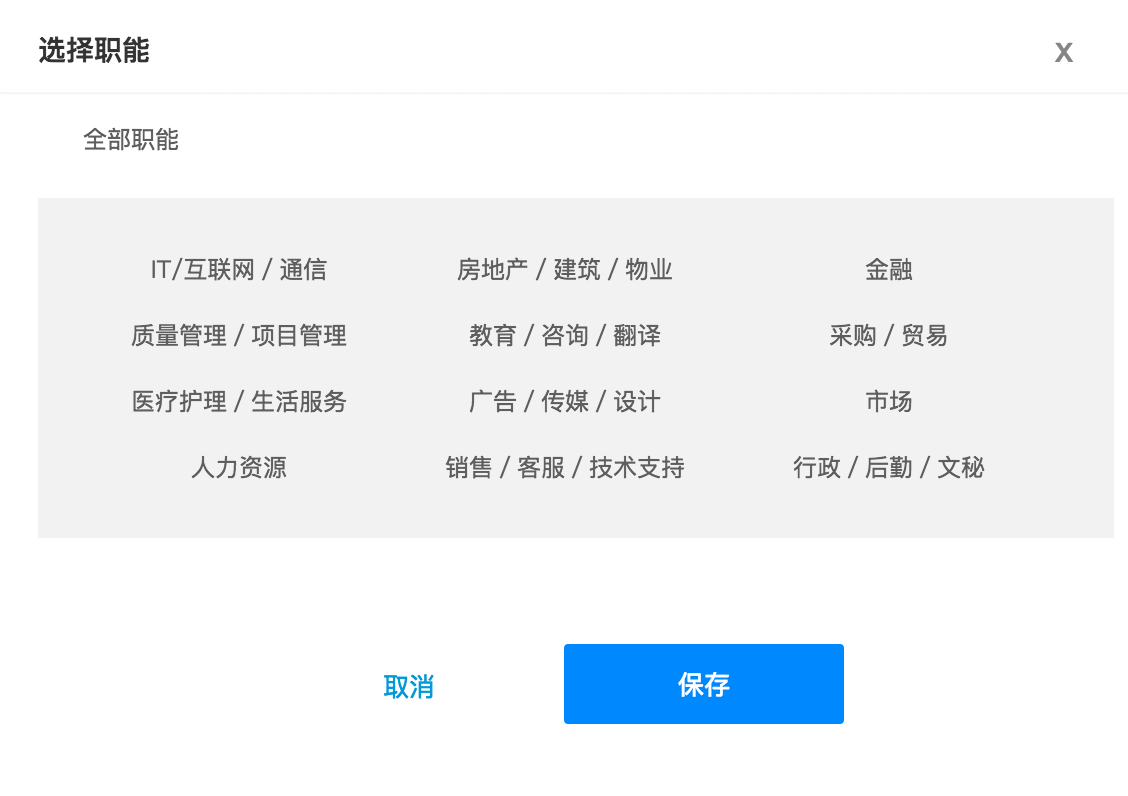 选择职能
X
全部职能
IT/互联网 / 通信
房地产 / 建筑 / 物业
金融
质量管理 / 项目管理
教育 / 咨询 / 翻译
采购 / 贸易
医疗护理 / 生活服务
广告 / 传媒 / 设计
市场
人力资源
销售 / 客服 / 技术支持
行政 / 后勤 / 文秘
取消
保存